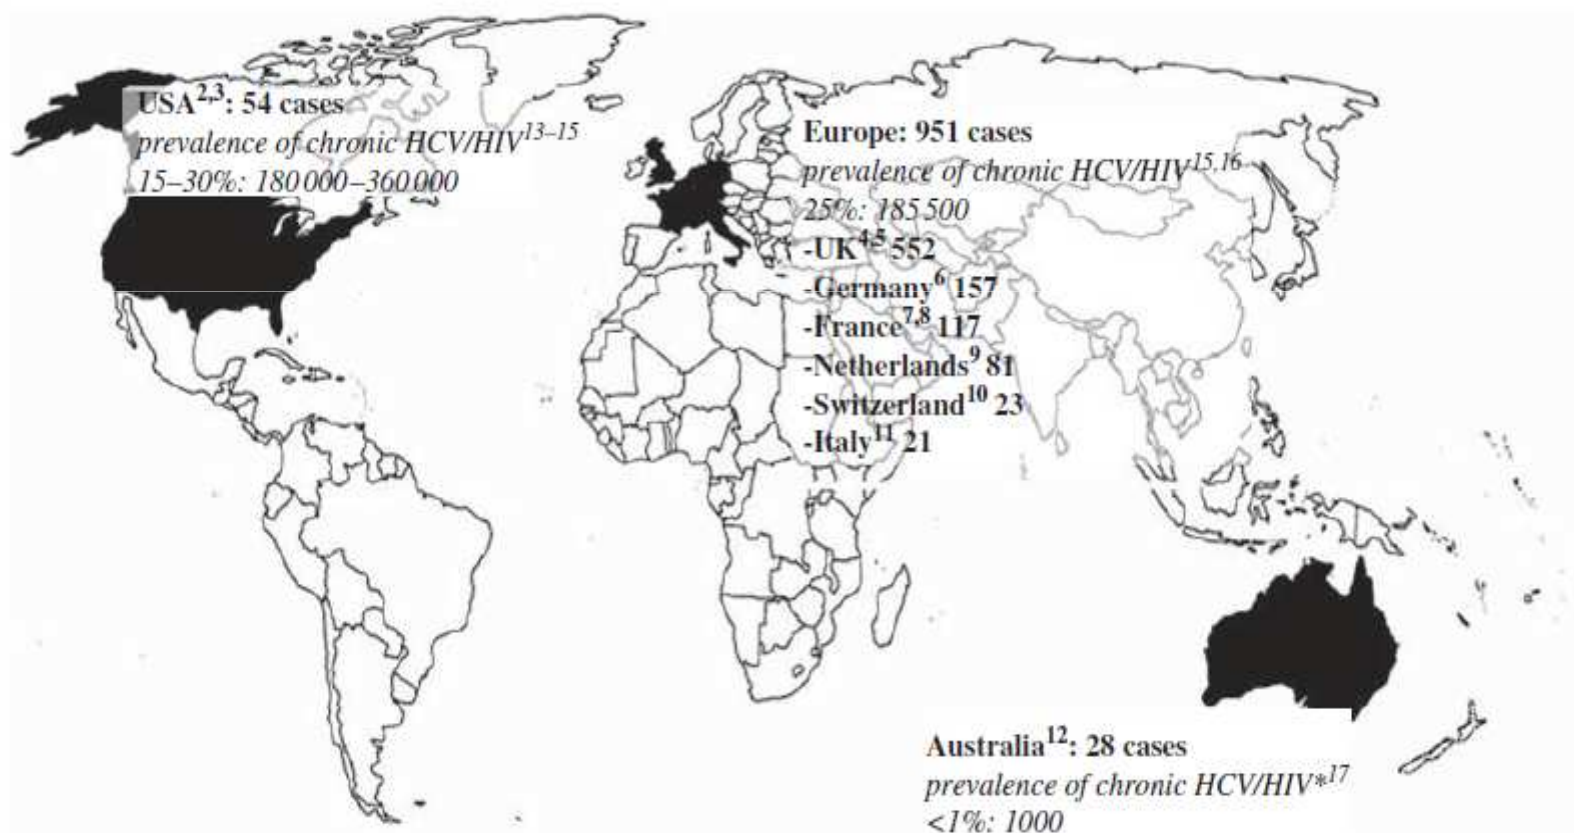 USA2,3: 54 cases
prevalence of chronic HCV/HIV13–15
15–30%: 180 000–360 000
Europe: 951 cases
prevalence of chronic HCV/HIV15,16
25%: 185 500
-UK4,5 552
-Germany6 157
-France7,8 117
-Netherlands9 81
-Switzerland10 23
-Italy11 21
Australia12: 28 cases
prevalence of chronic HCV/HIV*17
<1%: 1000